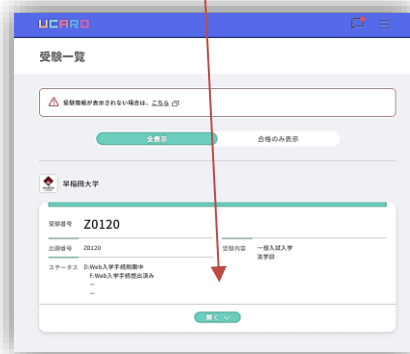 UCARO
受験一覧
受験情報が表示されない場合は、こちら
全表示
合格のみ表示
早稲田大学
受験番号 Z0120
出願番号 Z0120
受験内容 一般入試入学
法学部
ステータス D:Web入学手続期間中
F:Web入学手続提出済み
–
–
開く